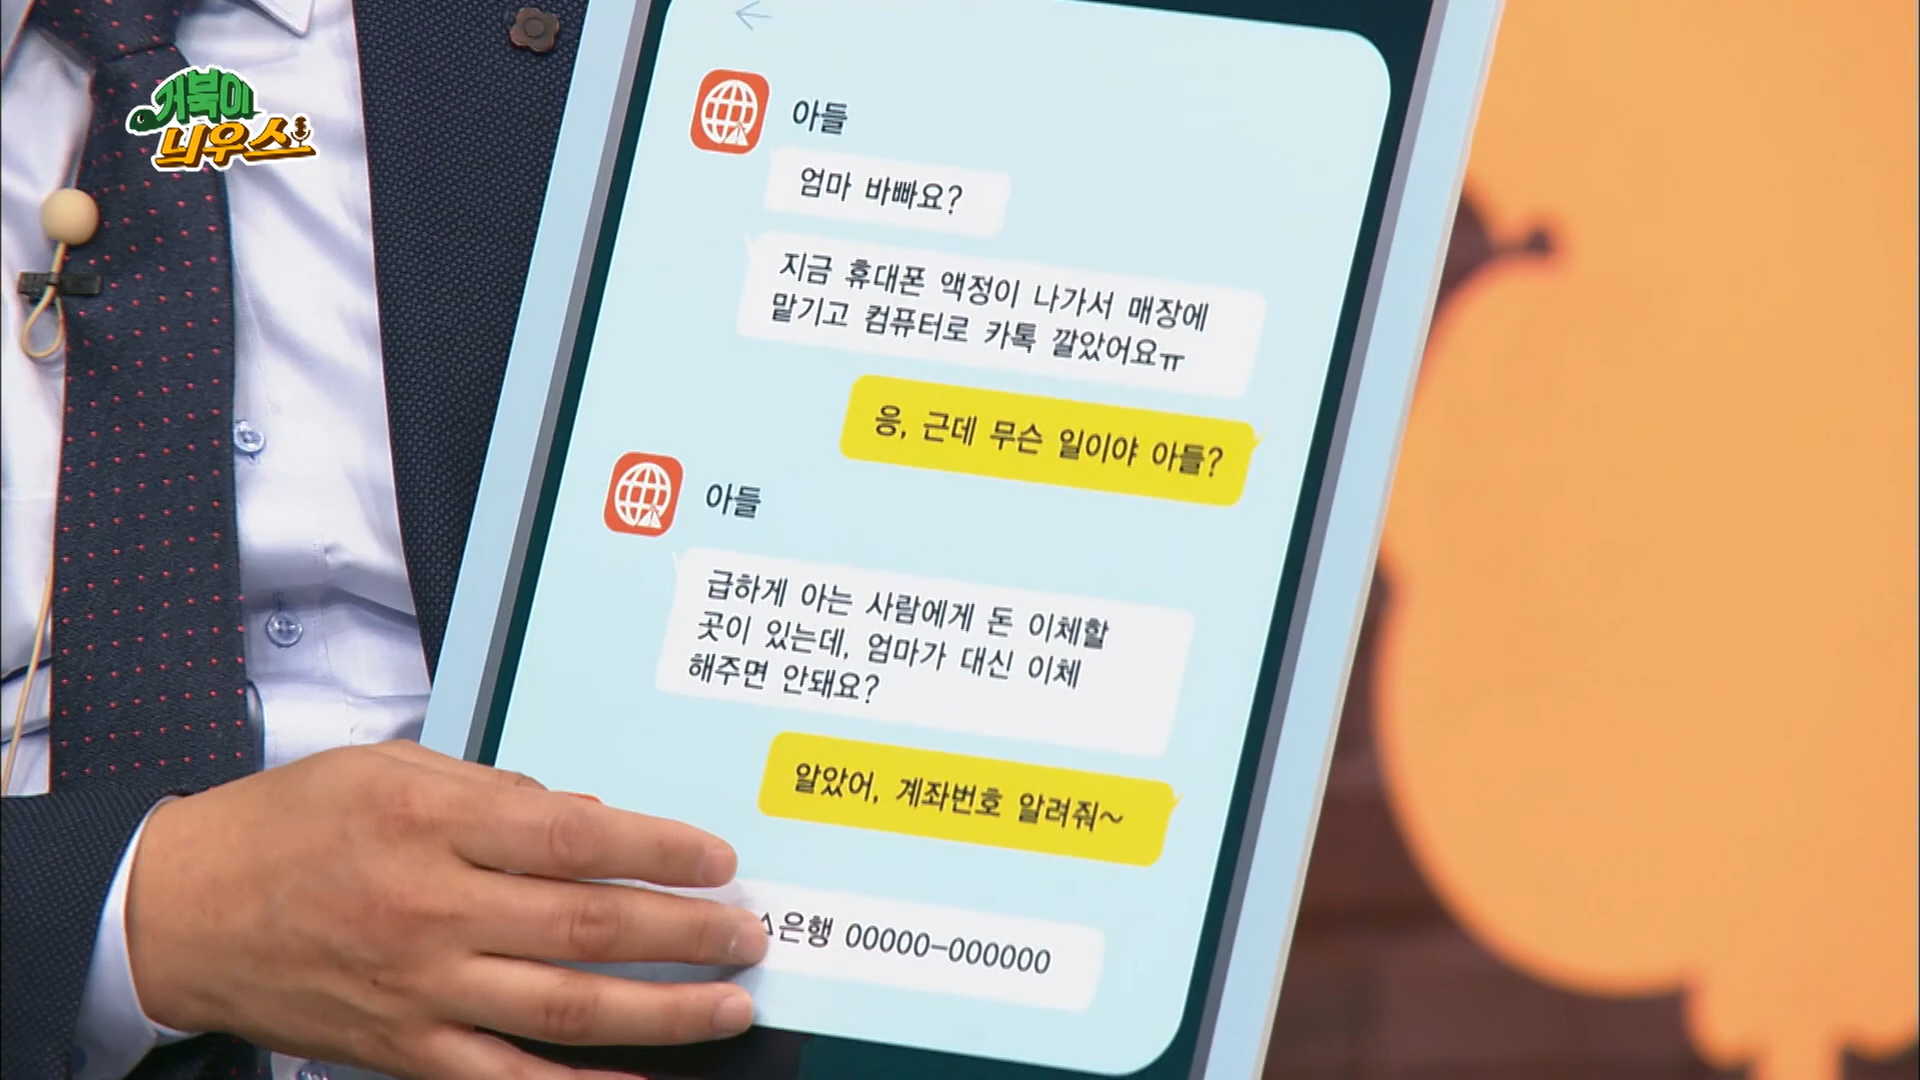 거북이
늬우스
아들
엄마 바빠요?
지금 휴대폰 액정이 나가서 매장에
맡기고 컴퓨터로 카톡 깔았어요ㅠ
응, 근데 무슨 일이야 아들?
아들
급하게 아는 사람에게 돈 이체할
곳이 있는데, 엄마가 대신 이체
해주면 안돼요?
알았어, 계좌번호 알려줘~
△은행 00000-000000